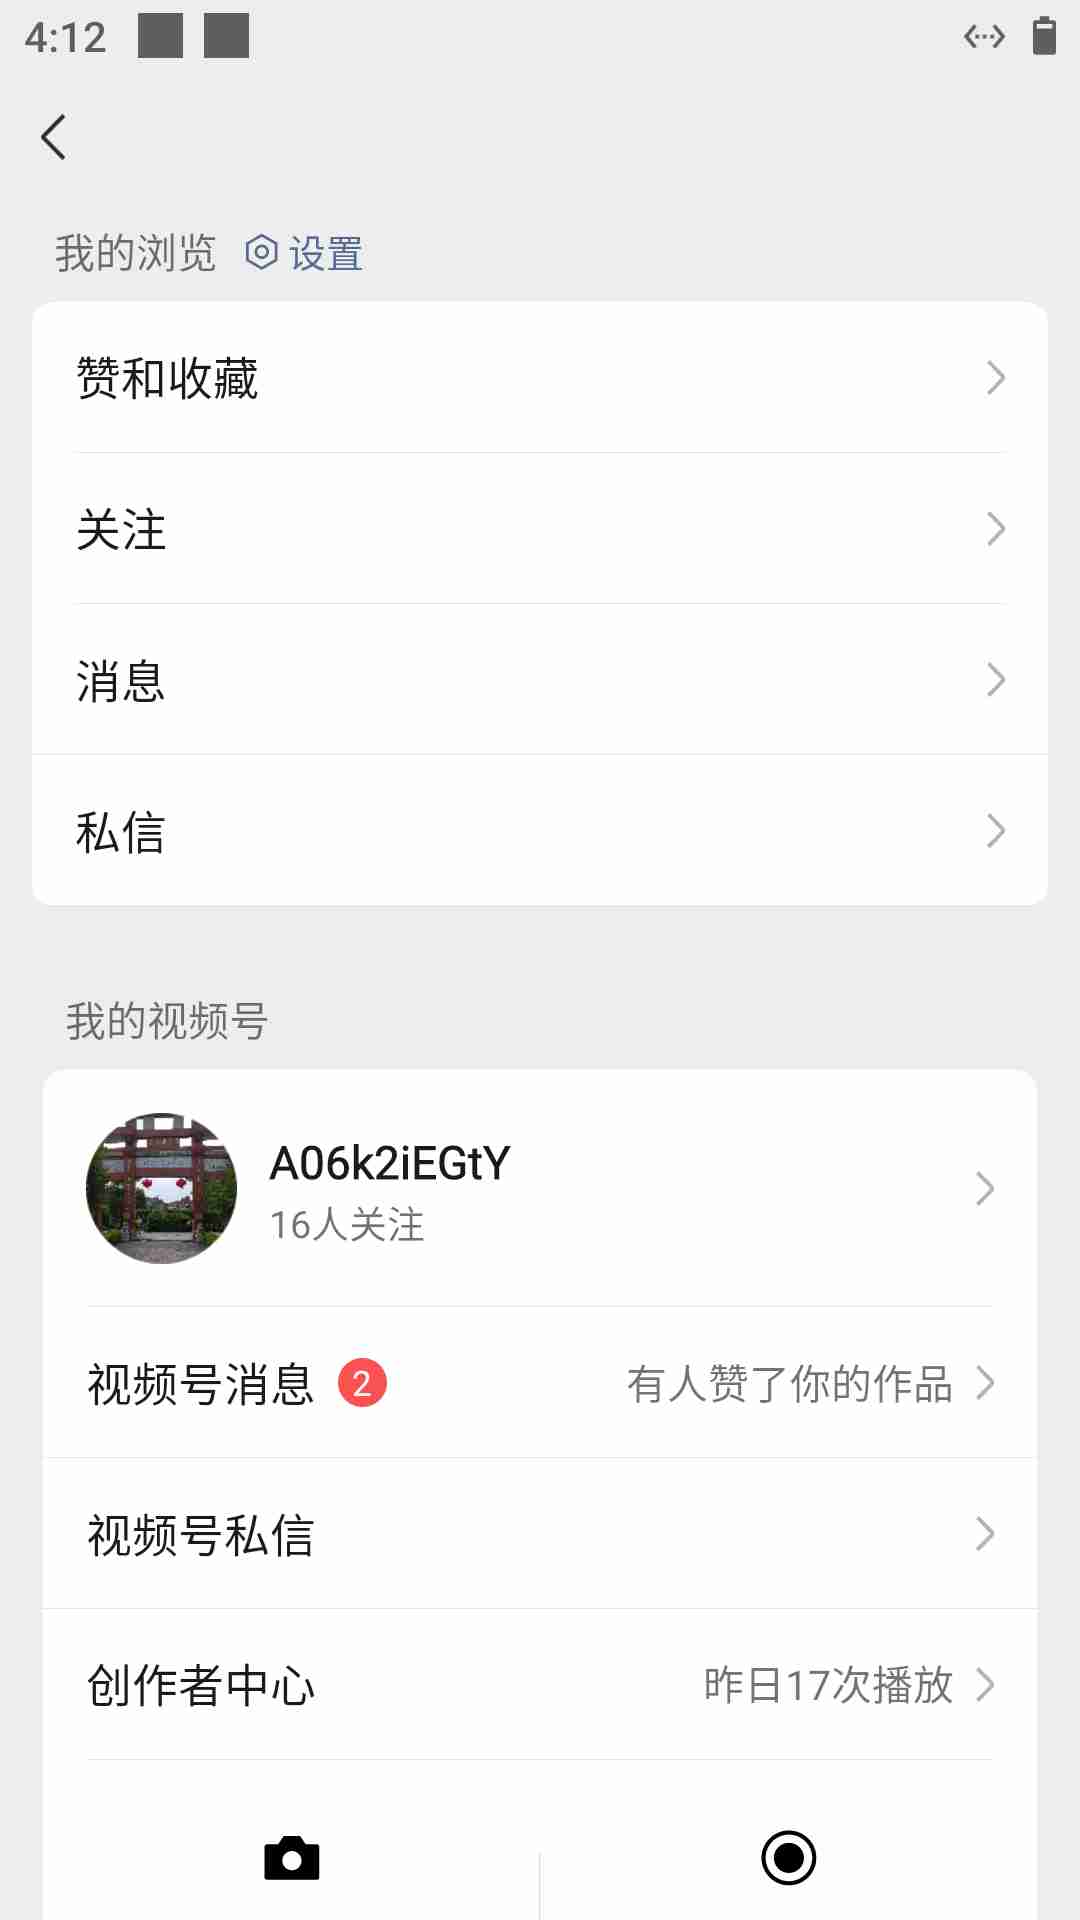 4:12
我的浏览 设置
赞和收藏
关注
消息
私信
我的视频号
A06k2iEGtY
16人关注
视频号消息 2 有人赞了你的作品
视频号私信
创作者中心 昨日17次播放